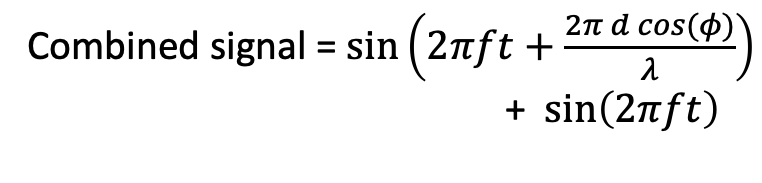 Combined signal = sin (2πft + 2π d cos(ϕ) / λ)
+ sin(2πft)